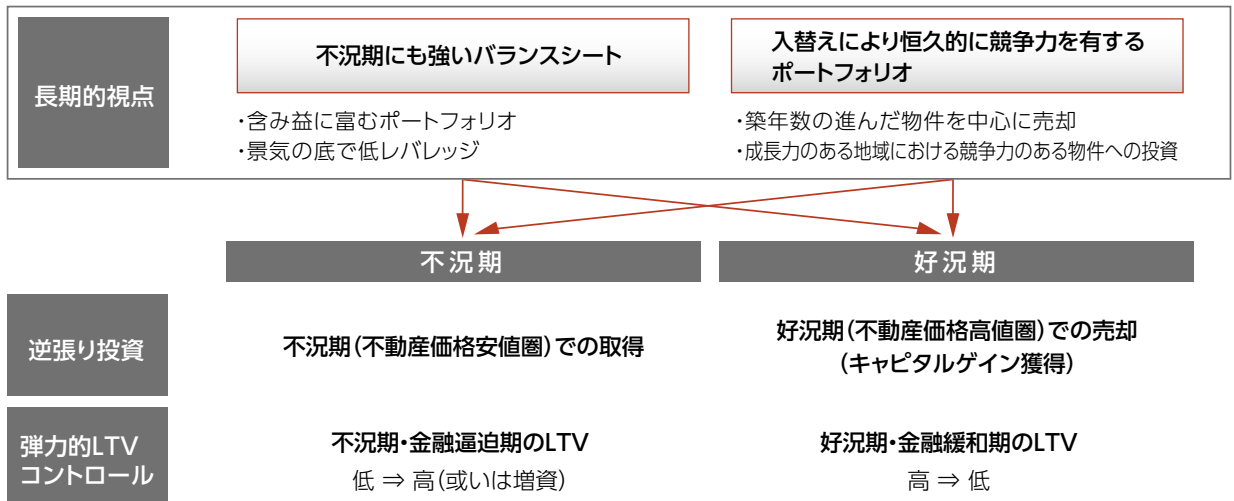 長期的視点
不況期にも強いバランスシート
・含み益に富むポートフォリオ
・景気の底で低レバレッジ
入替えにより恒久的に競争力を有する
ポートフォリオ
・築年数の進んだ物件を中心に売却
・成長力のある地域における競争力のある物件への投資
不況期
好況期
逆張り投資
不況期(不動産価格安値圏)での取得
好況期(不動産価格高値圏)での売却
(キャピタルゲイン獲得)
弾力的LTV
コントロール
不況期・金融逼迫期のLTV
低 ⇒ 高(或いは増資)
好況期・金融緩和期のLTV
高 ⇒ 低